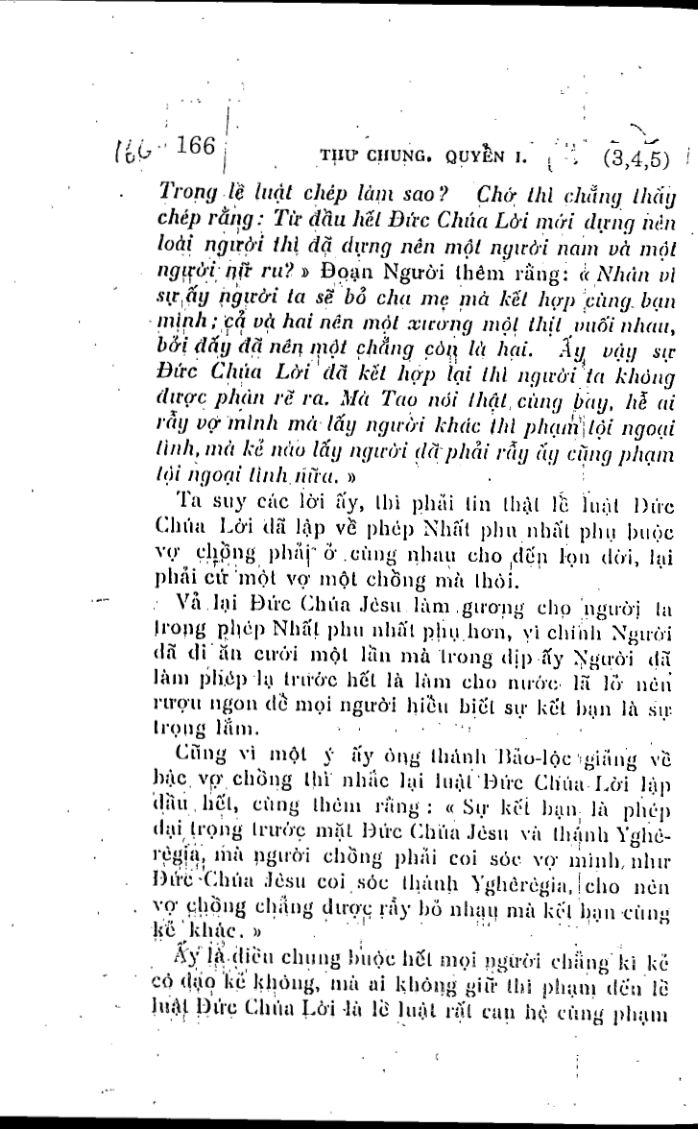 166 166 THƯ CHUNG. QUYỂN I. (3,4,5)
Trong lề luật chép làm sao? Chớ thì chẳng thấy
chép rằng: Từ đầu hết Đức Chúa Lời mới dựng nên
loài người thì đã dựng nên một người nam và một
người nữ ru? » Đoạn Người thêm rằng: « Nhân vì
sự ấy người ta sẽ bỏ cha mẹ mà kết hợp cùng bạn
mình; cả và hai nên một xương một thịt vuối nhau,
bởi đấy đã nên một chẳng còn là hai. Ấy vậy sự
Đức Chúa Lời đã kết hợp lại thì người ta không
được phân rẽ ra. Mà Tao nói thật cùng bay, hễ ai
rẫy vợ mình mà lấy người khác thì phạm tội ngoại
tình, mà kẻ nào lấy người đã phải rẫy ấy cũng phạm
tội ngoại tình nữa. »
Ta suy các lời ấy, thì phải tin thật lề luật Đức
Chúa Lời đã lập về phép Nhất phu nhất phụ buộc
vợ chồng phải ở cùng nhau cho đến lọn đời, lại
phải cứ một vợ một chồng mà thôi.
Vả lại Đức Chúa Jêsu làm gương cho người ta
trong phép Nhất phu nhất phụ hơn, vì chính Người
đã đi ăn cưới một lần mà trong dịp ấy Người đã
làm phép lạ trước hết là làm cho nước lã lở nên
rượu ngon để mọi người hiểu biết sự kết bạn là sự
trọng lắm.
Cũng vì một ý ấy ông thánh Bảo-lộc giảng về
bậc vợ chồng thì nhắc lại luật Đức Chúa Lời lập
đầu hết, cùng thêm rằng: « Sự kết bạn là phép
đại trọng trước mặt Đức Chúa Jêsu và thánh Yghê-
rêgia, mà người chồng phải coi sóc vợ mình như
Đức Chúa Jêsu coi sóc thánh Yghêrêgia, cho nên
vợ chồng chẳng được rẫy bỏ nhau mà kết bạn cùng
kẻ khác. »
Ấy là điều chung buộc hết mọi người chẳng kì kẻ
có đạo kẻ không, mà ai không giữ thì phạm đến lề
luật Đức Chúa Lời là lề luật rất can hệ cùng phạm